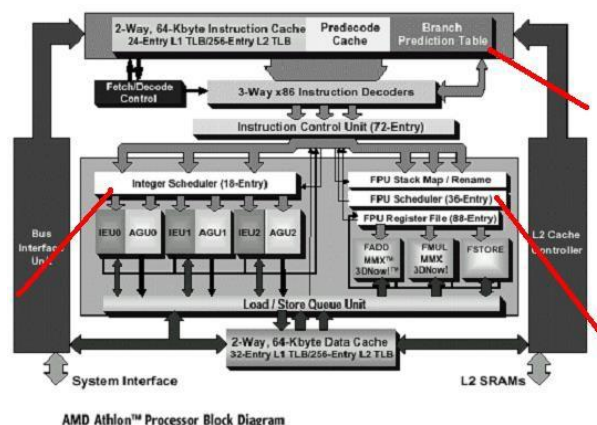 2-Way, 64-Kbyte Instruction Cache
24-Entry L1 TLB/256-Entry L2 TLB
Predecode
Cache
Branch
Prediction Table
Fetch/Decode
Control
3-Way x86 Instruction Decoders
Instruction Control Unit (72-Entry)
Integer Scheduler (18-Entry)
FPU Stack Map / Rename
FPU Scheduler (36-Entry)
FPU Register File (88-Entry)
Bus
Interface
Unit
L2 Cache
Controller
IEU0
AGU0
IEU1
AGU1
IEU2
AGU2
FADD
MMX™
3DNow!™
FMUL
MMX
3DNow!
FSTORE
Load / Store Queue Unit
2-Way, 64-Kbyte Data Cache
32-Entry L1 TLB/256-Entry L2 TLB
System Interface
L2 SRAMs
AMD Athlon™ Processor Block Diagram